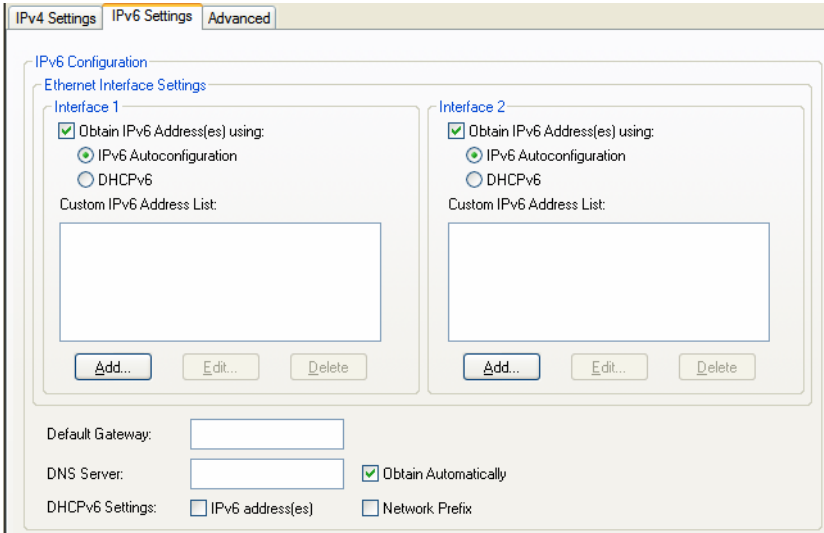 IPv4 Settings IPv6 Settings Advanced
IPv6 Configuration
Ethernet Interface Settings
Interface 1
Obtain IPv6 Address(es) using:
IPv6 Autoconfiguration
DHCPv6
Custom IPv6 Address List:
Add... Edit... Delete
Interface 2
Obtain IPv6 Address(es) using:
IPv6 Autoconfiguration
DHCPv6
Custom IPv6 Address List:
Add... Edit... Delete
Default Gateway:
DNS Server: Obtain Automatically
DHCPv6 Settings: IPv6 address(es) Network Prefix